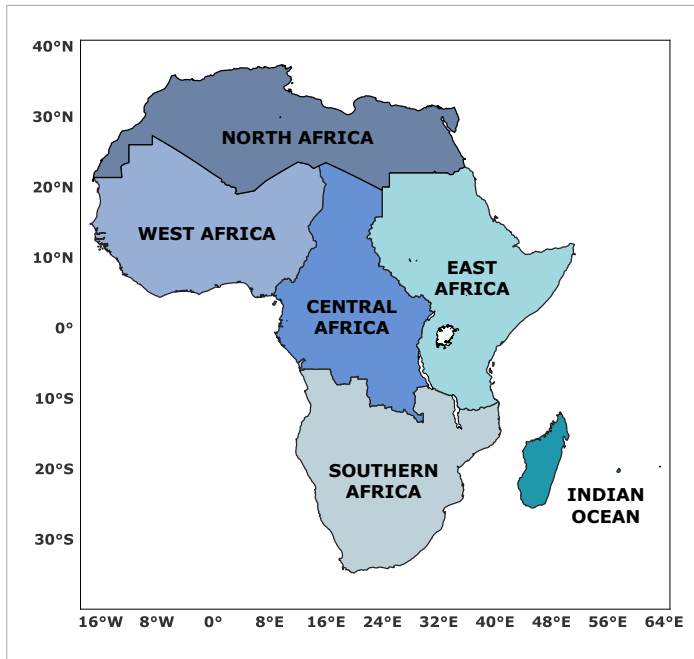 40°N
30°N
20°N
10°N
0°
10°S
20°S
30°S
NORTH AFRICA
WEST AFRICA
EAST
AFRICA
CENTRAL
AFRICA
SOUTHERN
AFRICA
INDIAN
OCEAN
16°W 8°W 0° 8°E 16°E 24°E 32°E 40°E 48°E 56°E 64°E